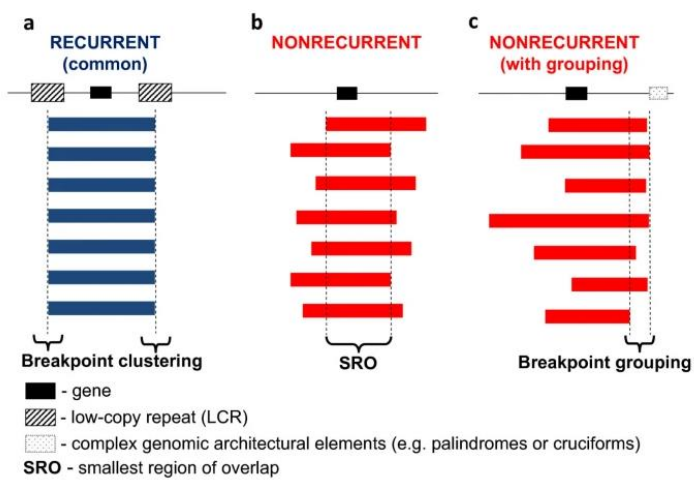 a
RECURRENT
(common)
b
NONRECURRENT
c
NONRECURRENT
(with grouping)
Breakpoint clustering
SRO
Breakpoint grouping
- gene
- low-copy repeat (LCR)
- complex genomic architectural elements (e.g. palindromes or cruciforms)
SRO - smallest region of overlap